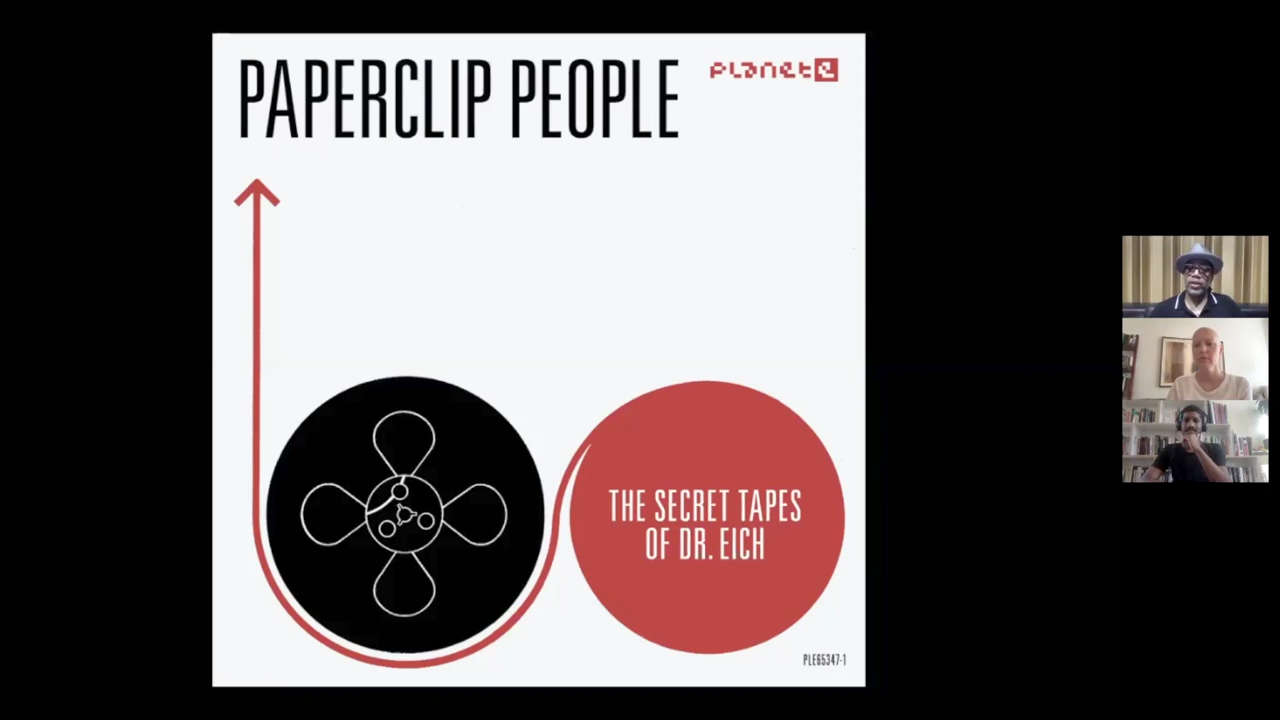 PAPERCLIP PEOPLE
planet e
THE SECRET TAPES
OF DR. EICH
PLE65347-1